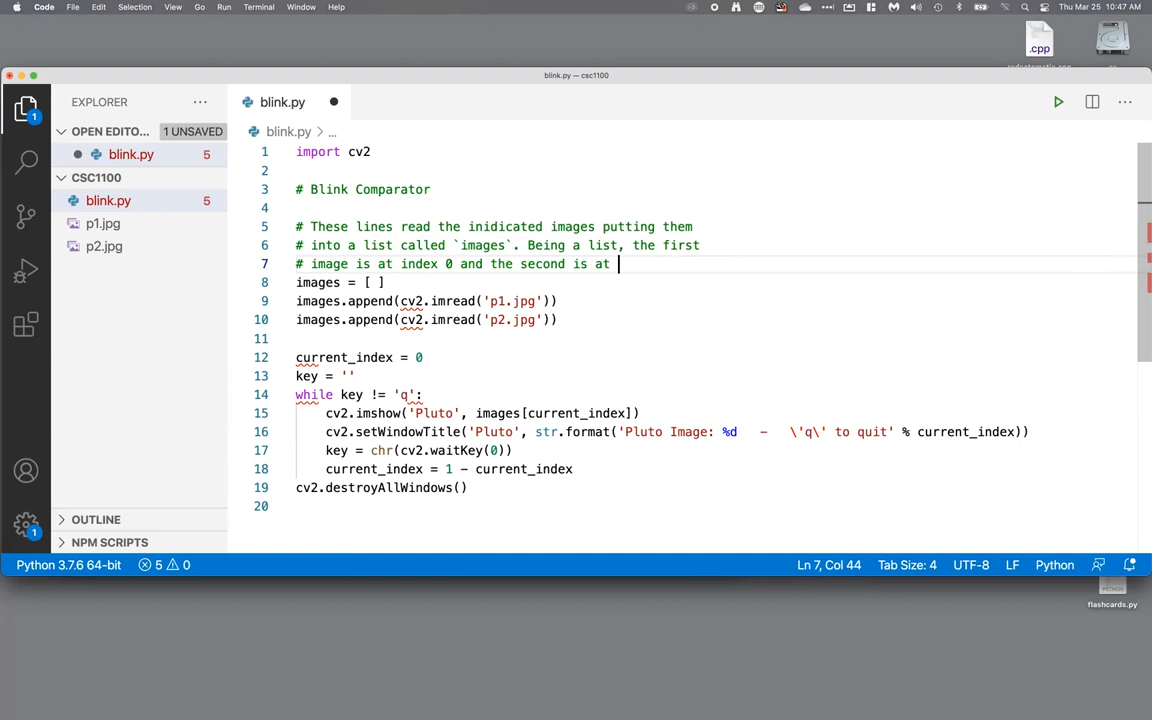 Code File Edit Selection View Go Run Terminal Window Help Thu Mar 25 10:47 AM
.cpp
blink.py — csc1100
EXPLORER ···
blink.py
OPEN EDITO... 1 UNSAVED
blink.py > ...
blink.py 5
CSC1100
blink.py 5
p1.jpg
p2.jpg
1 import cv2
2
3 # Blink Comparator
4
5 # These lines read the inidicated images putting them
6 # into a list called `images`. Being a list, the first
7 # image is at index 0 and the second is at
8 images = [ ]
9 images.append(cv2.imread('p1.jpg'))
10 images.append(cv2.imread('p2.jpg'))
11
12 current_index = 0
13 key = ''
14 while key != 'q':
15 cv2.imshow('Pluto', images[current_index])
16 cv2.setWindowTitle('Pluto', str.format('Pluto Image: %d - \'q\' to quit' % current_index))
17 key = chr(cv2.waitKey(0))
18 current_index = 1 - current_index
19 cv2.destroyAllWindows()
20
1
1
OUTLINE
NPM SCRIPTS
Python 3.7.6 64-bit 5 0 Ln 7, Col 44 Tab Size: 4 UTF-8 LF Python
PYTHON
flashcards.py